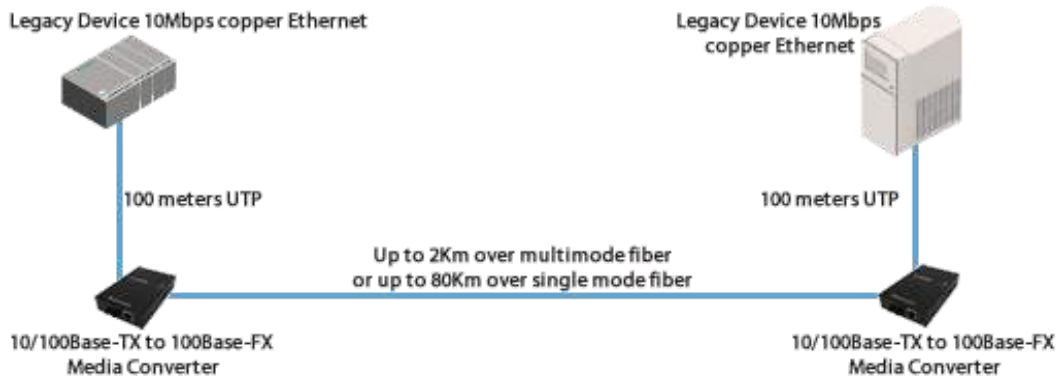 Legacy Device 10Mbps copper Ethernet
Legacy Device 10Mbps
copper Ethernet
100 meters UTP
100 meters UTP
Up to 2Km over multimode fiber
or up to 80Km over single mode fiber
10/100Base-TX to 100Base-FX
Media Converter
10/100Base-TX to 100Base-FX
Media Converter